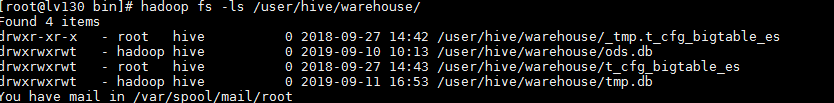 [root@lv130 bin]# hadoop fs -ls /user/hive/warehouse/
Found 4 items
drwxr-xr-x   - root   hive          0 2018-09-27 14:42 /user/hive/warehouse/_tmp.t_cfg_bigtable_es
drwxrwxrwt   - hadoop hive          0 2019-09-10 10:13 /user/hive/warehouse/ods.db
drwxrwxrwt   - root   hive          0 2018-09-27 14:43 /user/hive/warehouse/t_cfg_bigtable_es
drwxrwxrwt   - hadoop hive          0 2019-09-11 16:53 /user/hive/warehouse/tmp.db
You have mail in /var/spool/mail/root